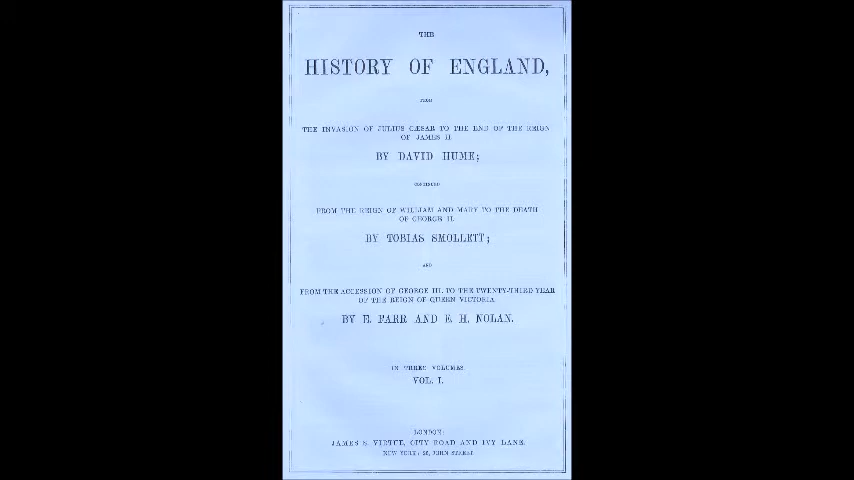 THE
HISTORY OF ENGLAND,
FROM
THE INVASION OF JULIUS CÆSAR TO THE END OF THE REIGN
OF JAMES II.
BY DAVID HUME;
CONTINUED
FROM THE REIGN OF WILLIAM AND MARY TO THE DEATH
OF GEORGE II.
BY TOBIAS SMOLLETT;
AND
FROM THE ACCESSION OF GEORGE III. TO THE TWENTY-THIRD YEAR
OF THE REIGN OF QUEEN VICTORIA
BY E. FARR AND E. H. NOLAN.
IN THREE VOLUMES.
VOL. I.
LONDON:
JAMES S. VIRTUE, CITY ROAD AND IVY LANE.
NEW YORK: 26, JOHN STREET